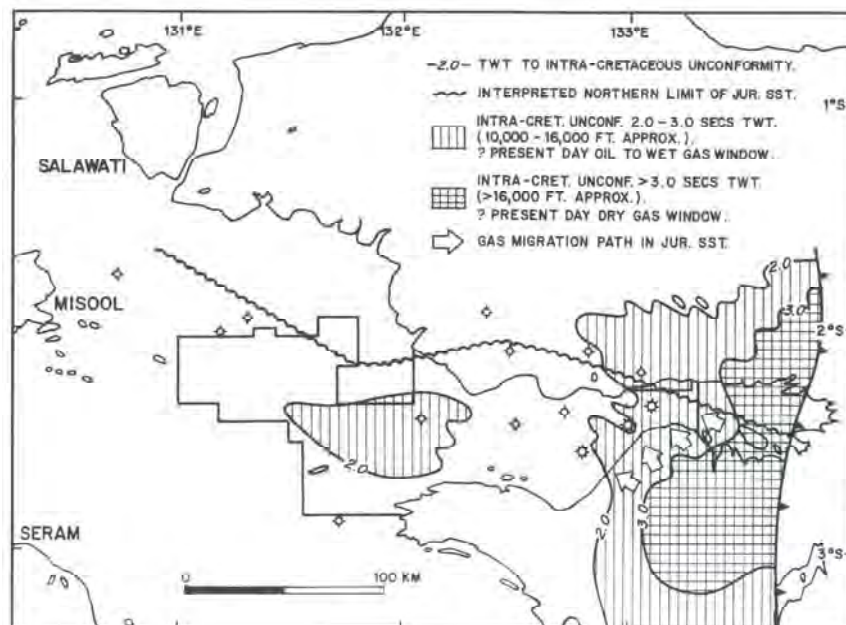 131°E 132°E 133°E
-2.0- TWT TO INTRA-CRETACEOUS UNCONFORMITY.
INTERPRETED NORTHERN LIMIT OF JUR. SST.
1°S
INTRA-CRET. UNCONF. 2.0 - 3.0 SECS TWT.
(10,000 - 16,000 FT. APPROX.).
? PRESENT DAY OIL TO WET GAS WINDOW.
SALAWATI
INTRA-CRET. UNCONF. >3.0 SECS TWT.
(>16,000 FT. APPROX.).
? PRESENT DAY DRY GAS WINDOW.
GAS MIGRATION PATH IN JUR. SST.
2.0
MISOOL
3.0
2°S
2.0
2.0
3.0
SERAM
3°S
0 100 KM